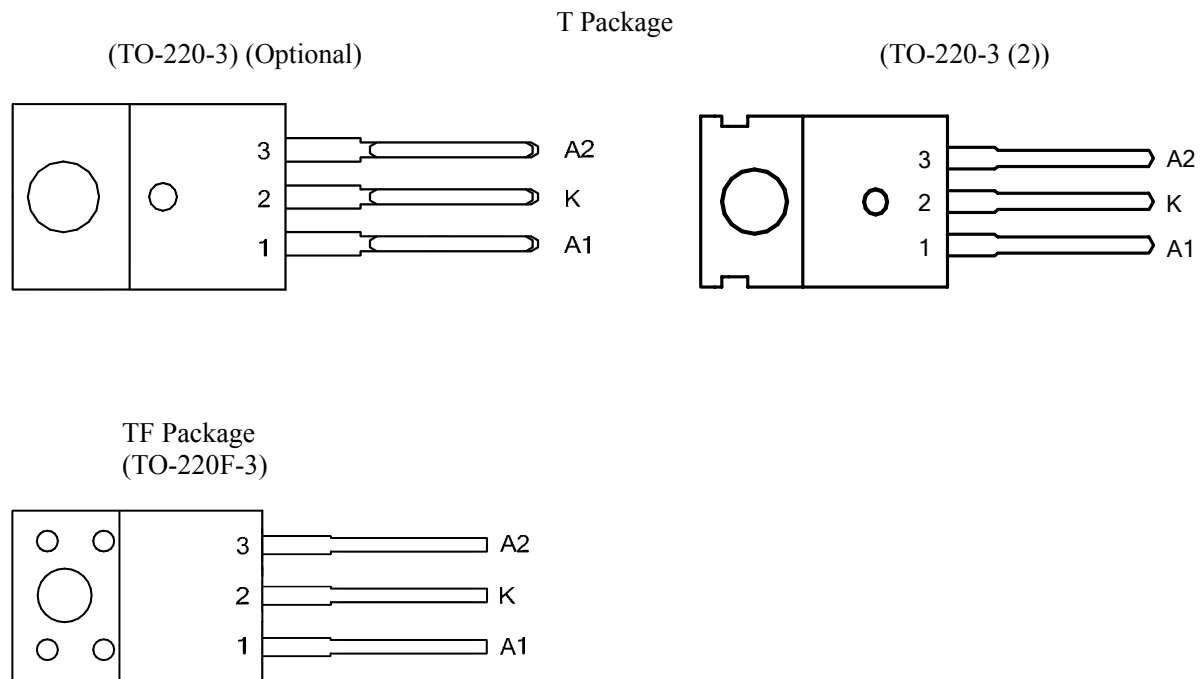 T Package
(TO-220-3) (Optional)
(TO-220-3 (2))
3 A2
2 K
1 A1
3 A2
2 K
1 A1
TF Package
(TO-220F-3)
3 A2
2 K
1 A1